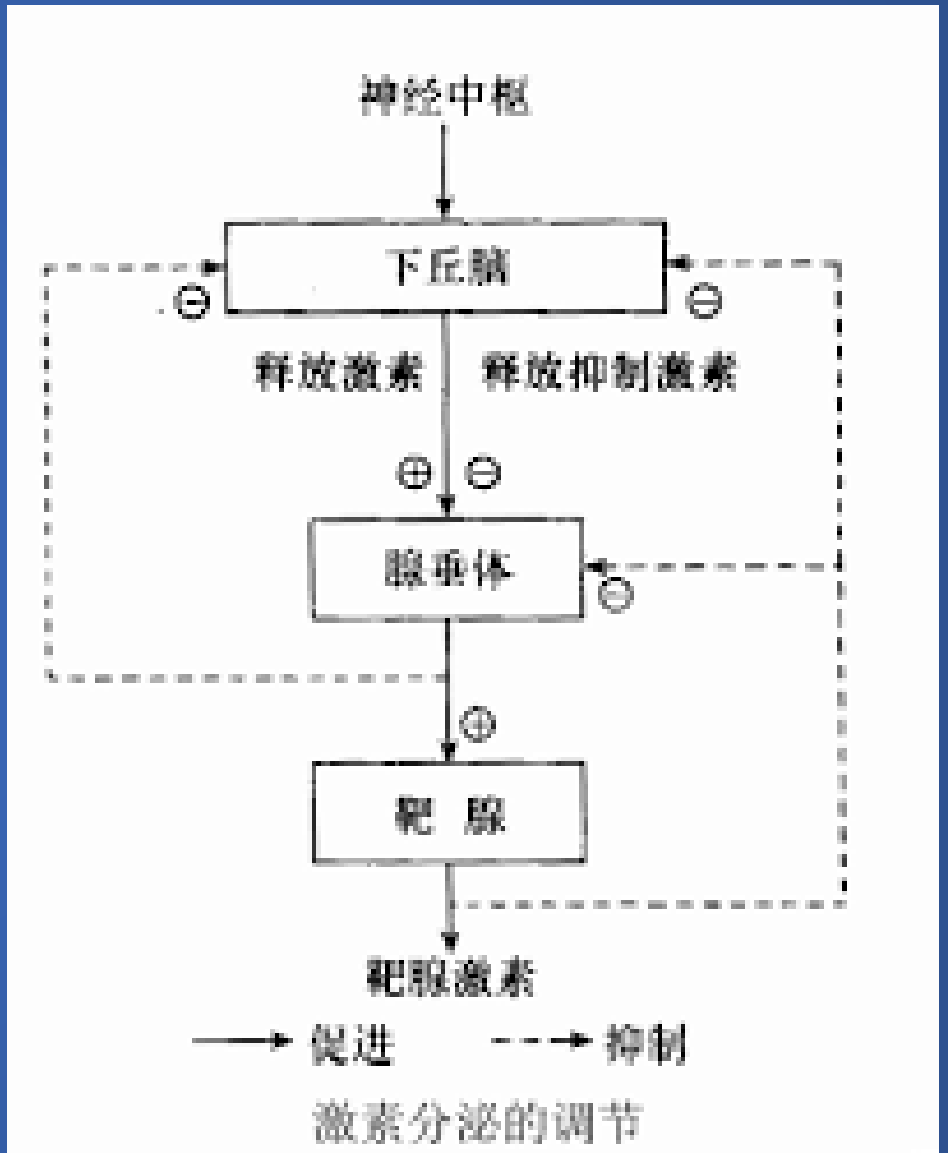 神经中枢
下丘脑
⊖ ⊖
释放激素 释放抑制激素
⊕ ⊖
腺垂体
⊖
⊕
靶 腺
靶腺激素
促进 抑制
激素分泌的调节